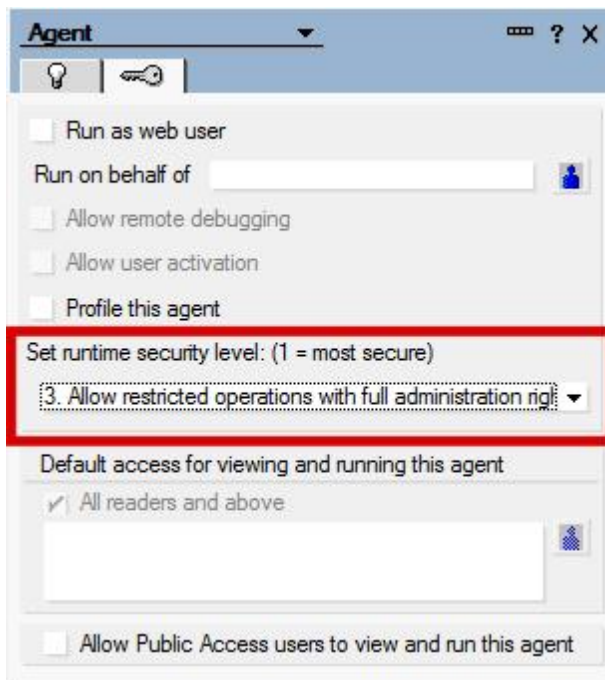 Agent
? X
Run as web user
Run on behalf of
Allow remote debugging
Allow user activation
Profile this agent
Set runtime security level: (1 = most secure)
3. Allow restricted operations with full administration rigl
Default access for viewing and running this agent
All readers and above
Allow Public Access users to view and run this agent